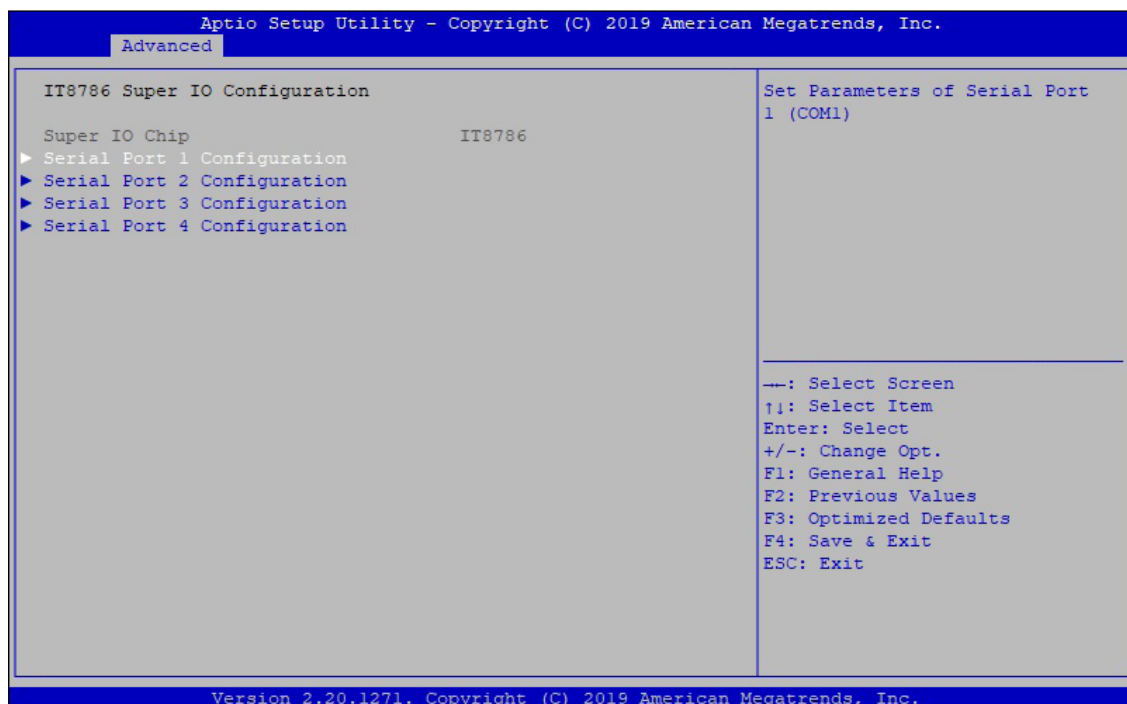 Aptio Setup Utility - Copyright (C) 2019 American Megatrends, Inc.
Advanced
IT8786 Super IO Configuration
Super IO Chip IT8786
► Serial Port 1 Configuration
► Serial Port 2 Configuration
► Serial Port 3 Configuration
► Serial Port 4 Configuration
Set Parameters of Serial Port
1 (COM1)
→←: Select Screen
↑↓: Select Item
Enter: Select
+/-: Change Opt.
F1: General Help
F2: Previous Values
F3: Optimized Defaults
F4: Save & Exit
ESC: Exit
Version 2.20.1271. Copyright (C) 2019 American Megatrends, Inc.